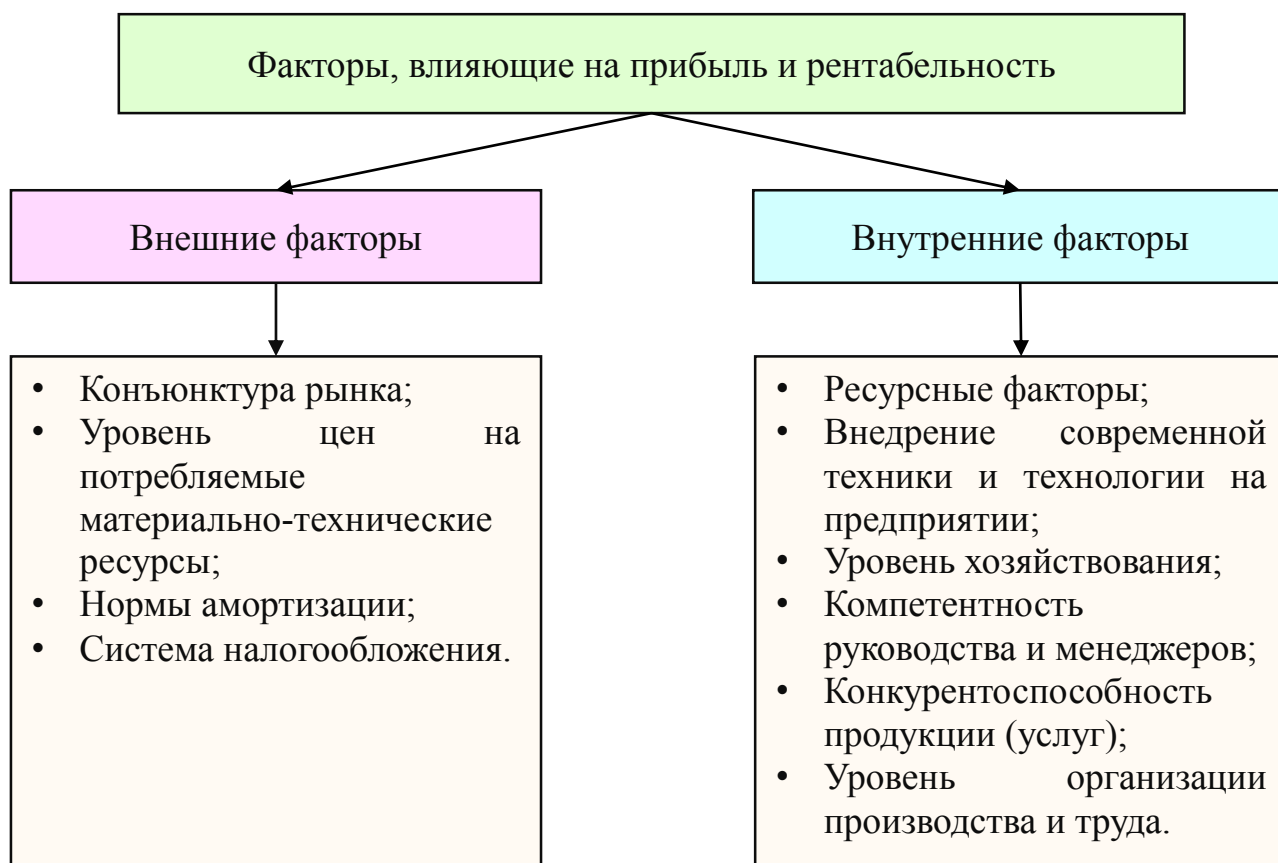 Факторы, влияющие на прибыль и рентабельность
Внешние факторы
• Конъюнктура рынка;
• Уровень цен на
потребляемые
материально-технические
ресурсы;
• Нормы амортизации;
• Система налогообложения.
Внутренние факторы
• Ресурсные факторы;
• Внедрение современной
техники и технологии на
предприятии;
• Уровень хозяйствования;
• Компетентность
руководства и менеджеров;
• Конкурентоспособность
продукции (услуг);
• Уровень организации
производства и труда.